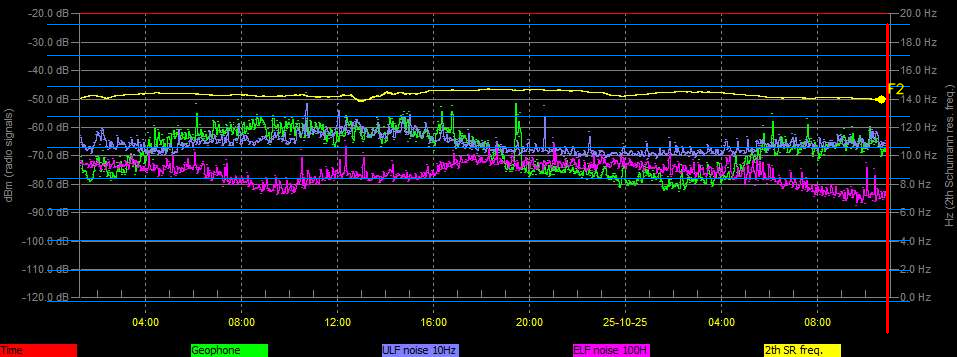 -20.0 dB 20.0 Hz
-30.0 dB 18.0 Hz
-40.0 dB 16.0 Hz
-50.0 dB F2 14.0 Hz
-60.0 dB 12.0 Hz
-70.0 dB 10.0 Hz
-80.0 dB 8.0 Hz
-90.0 dB 6.0 Hz
-100.0 dB 4.0 Hz
-110.0 dB 2.0 Hz
-120.0 dB 0.0 Hz
dBm (radio signals)
Hz (2th Schumann res. freq.)
04:00 08:00 12:00 16:00 20:00 25-10-25 04:00 08:00
Time Geophone ULF noise 10Hz ELF noise 100H 2th SR freq.